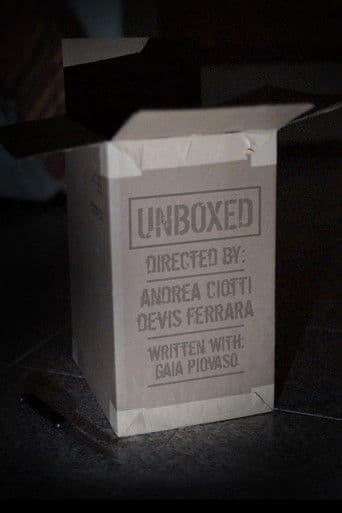 UNBOXED
DIRECTED BY:
ANDREA CIOTTI
DEVIS FERRARA
WRITTEN WITH:
GAIA PIOVASO